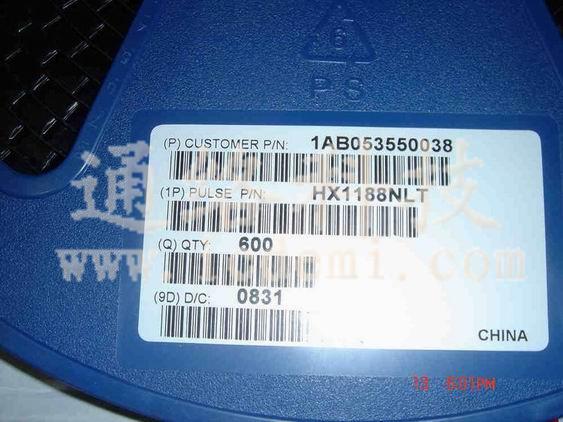 6
PS
(P) CUSTOMER P/N: 1AB053550038
(1P) PULSE P/N: HX1188NLT
(Q) QTY: 600
(9D) D/C: 0831
CHINA